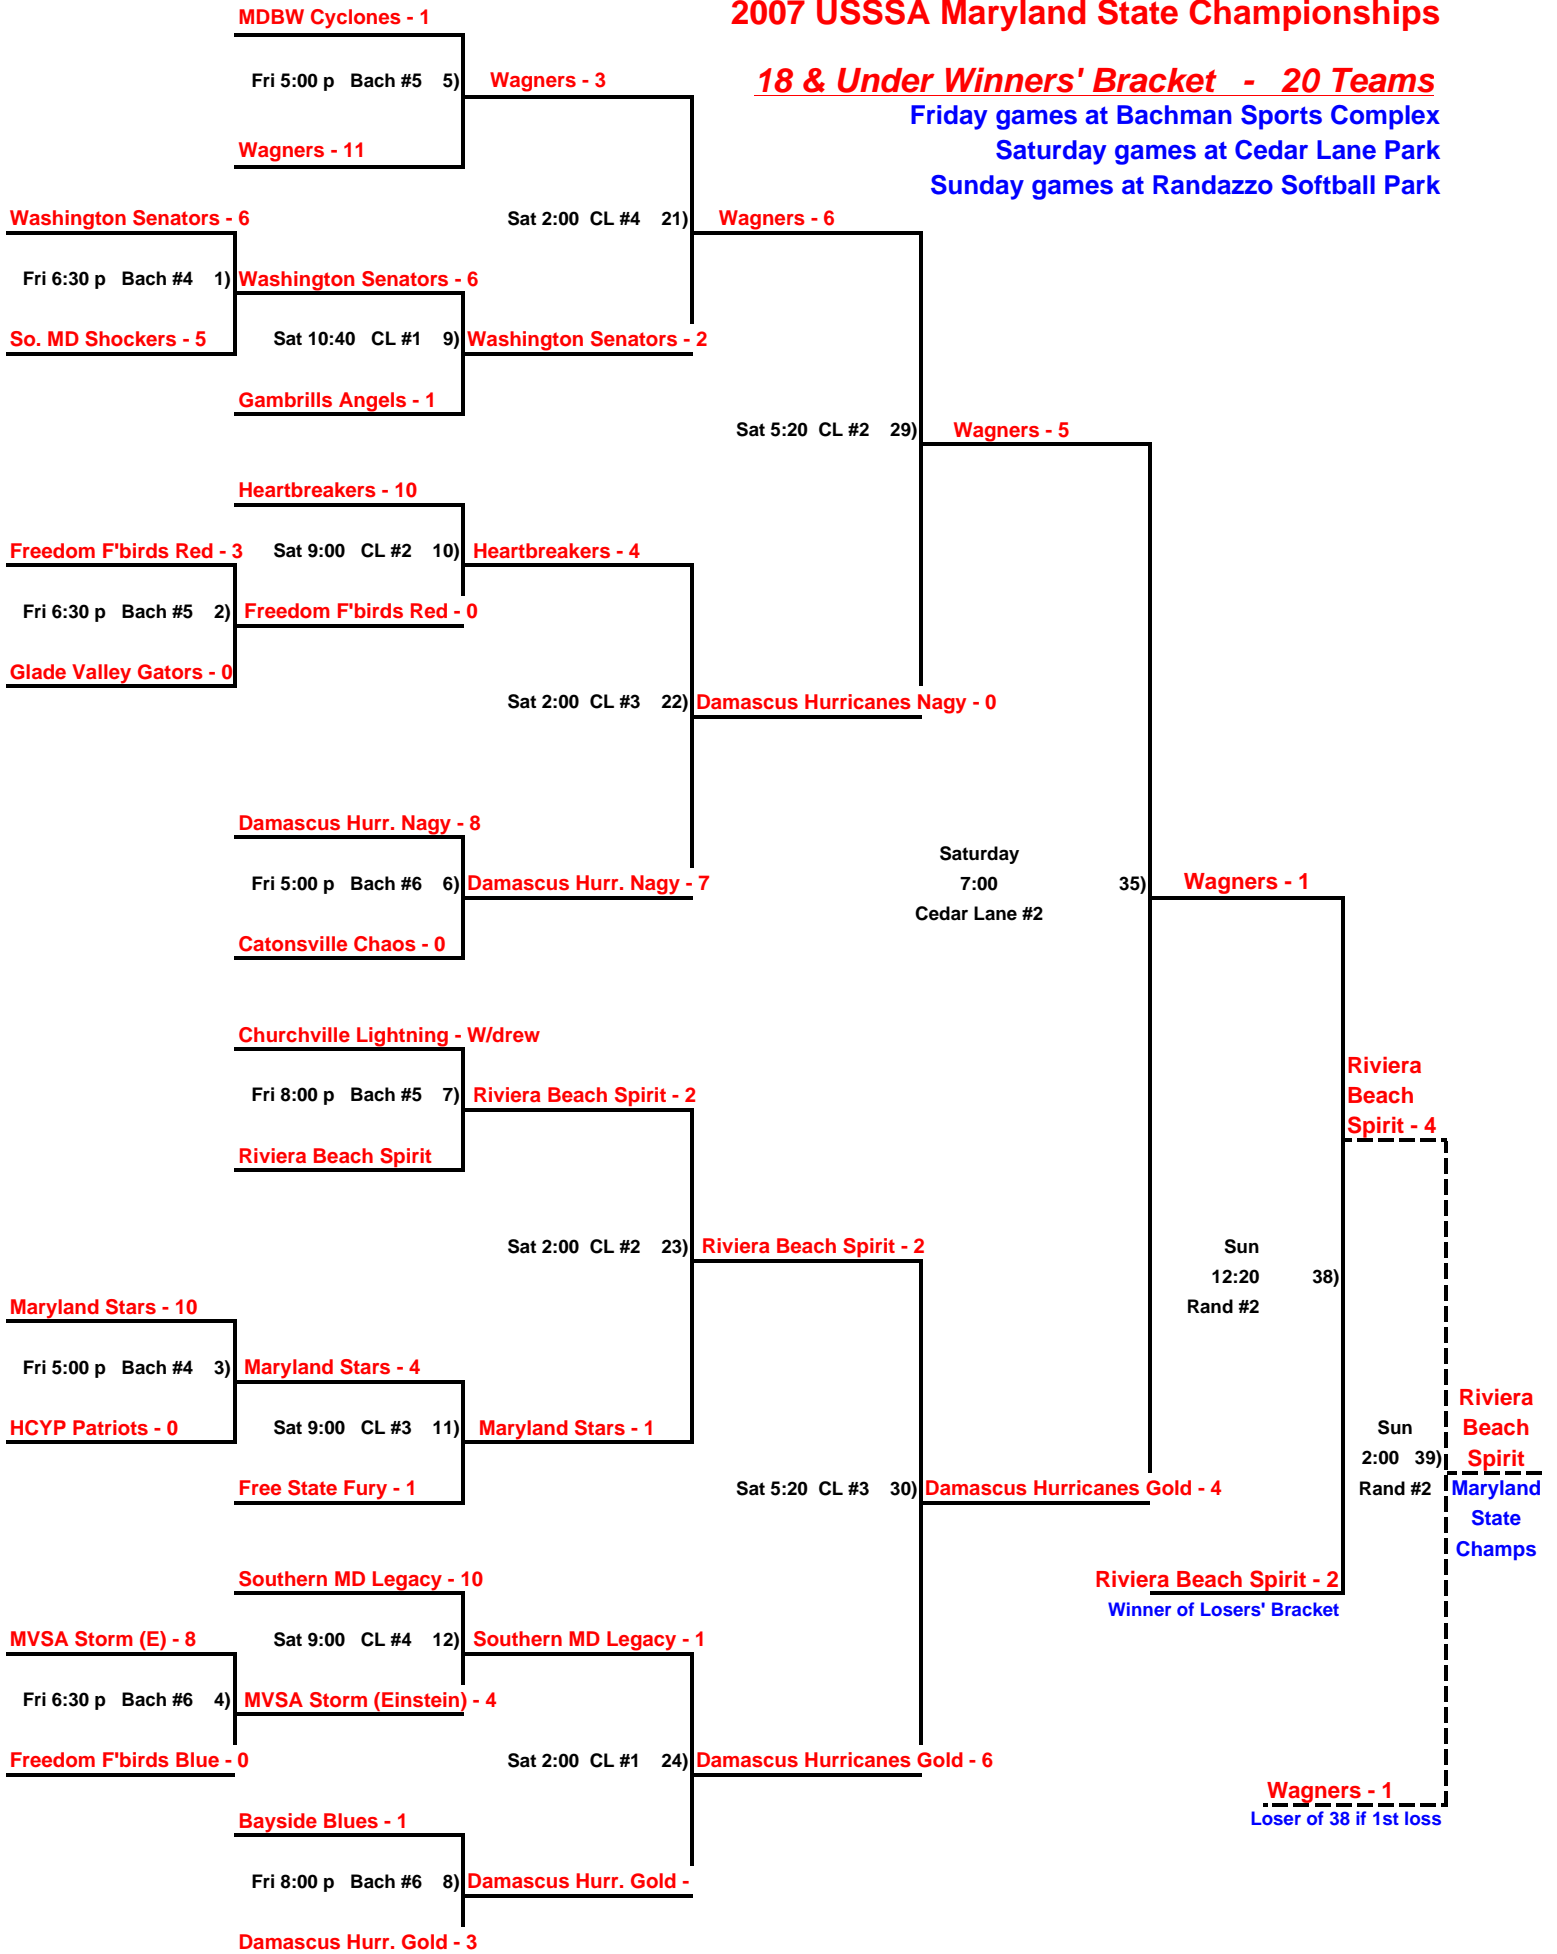 MDBW Cyclones - 1
2007 USSSA Maryland State Championships
Fri 5:00 p Bach #5 5)
Wagners - 3
18 & Under Winners' Bracket - 20 Teams
Friday games at Bachman Sports Complex
Wagners - 11
Saturday games at Cedar Lane Park
Sunday games at Randazzo Softball Park
Washington Senators - 6
Sat 2:00 CL #4 21)
Wagners - 6
Fri 6:30 p Bach #4 1)
Washington Senators - 6
So. MD Shockers - 5
Sat 10:40 CL #1 9)
Washington Senators - 2
Gambrills Angels - 1
Sat 5:20 CL #2 29)
Wagners - 5
Heartbreakers - 10
Freedom F'birds Red - 3
Sat 9:00 CL #2 10)
Heartbreakers - 4
Fri 6:30 p Bach #5 2)
Freedom F'birds Red - 0
Glade Valley Gators - 0
Sat 2:00 CL #3 22)
Damascus Hurricanes Nagy - 0
Damascus Hurr. Nagy - 8
Saturday
Fri 5:00 p Bach #6 6)
Damascus Hurr. Nagy - 7
7:00 35)
Wagners - 1
Cedar Lane #2
Catonsville Chaos - 0
Churchville Lightning - W/drew
Riviera
Fri 8:00 p Bach #5 7)
Riviera Beach Spirit - 2
Beach
Spirit - 4
Riviera Beach Spirit
Sat 2:00 CL #2 23)
Riviera Beach Spirit - 2
Sun
12:20 38)
Rand #2
Maryland Stars - 10
Fri 5:00 p Bach #4 3)
Maryland Stars - 4
Riviera
HCYP Patriots - 0
Sat 9:00 CL #3 11)
Maryland Stars - 1
Sun
Beach
2:00 39)
Spirit
Free State Fury - 1
Sat 5:20 CL #3 30)
Damascus Hurricanes Gold - 4
Rand #2
Maryland
State
Champs
Southern MD Legacy - 10
Riviera Beach Spirit - 2
Winner of Losers' Bracket
MVSA Storm (E) - 8
Sat 9:00 CL #4 12)
Southern MD Legacy - 1
Fri 6:30 p Bach #6 4)
MVSA Storm (Einstein) - 4
Freedom F'birds Blue - 0
Sat 2:00 CL #1 24)
Damascus Hurricanes Gold - 6
Wagners - 1
Loser of 38 if 1st loss
Bayside Blues - 1
Fri 8:00 p Bach #6 8)
Damascus Hurr. Gold -
Damascus Hurr. Gold - 3